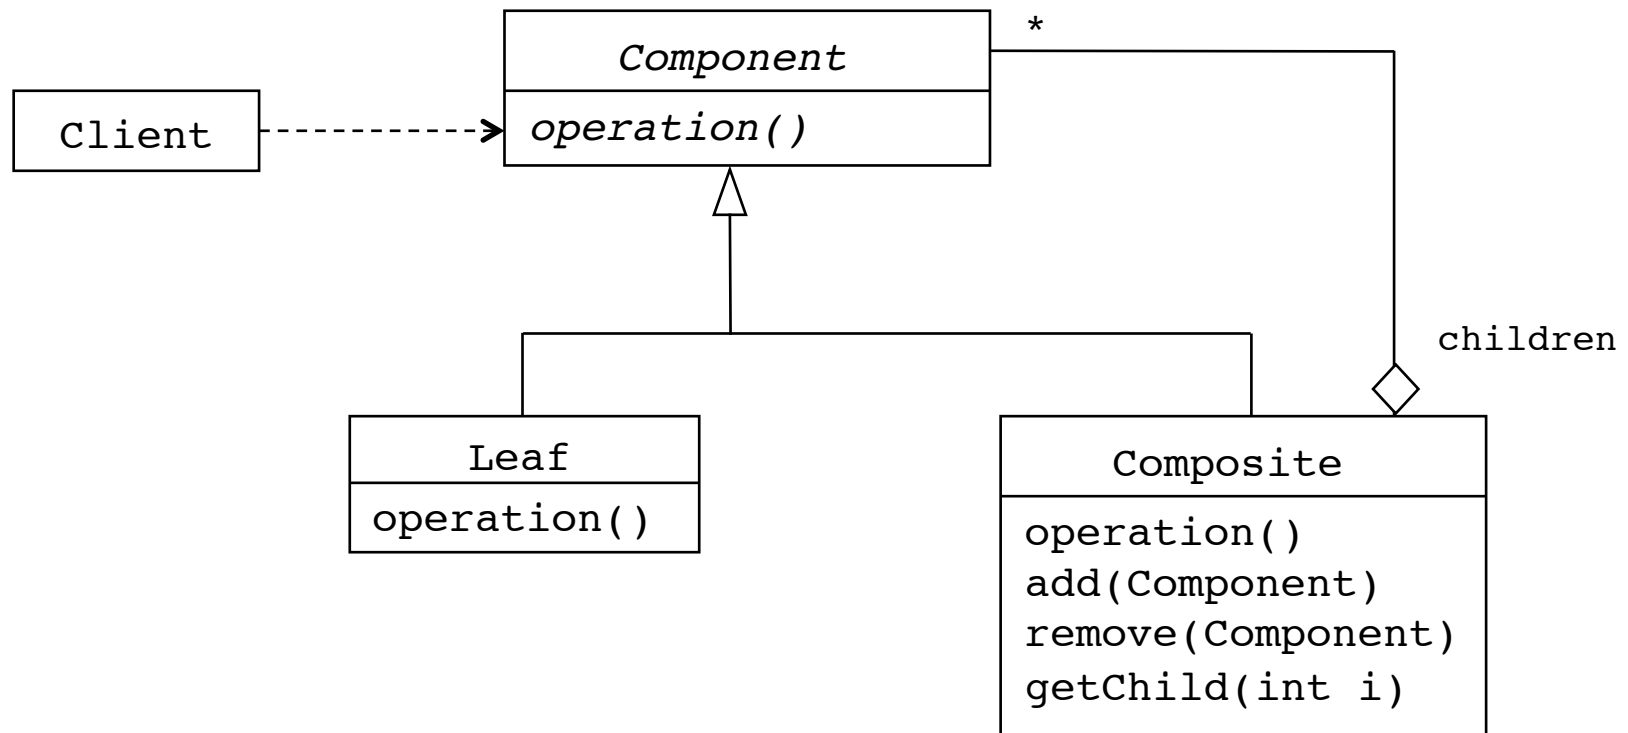 *
Component
Client
operation()
children
Leaf
operation()
Composite
operation()
add(Component)
remove(Component)
getChild(int i)